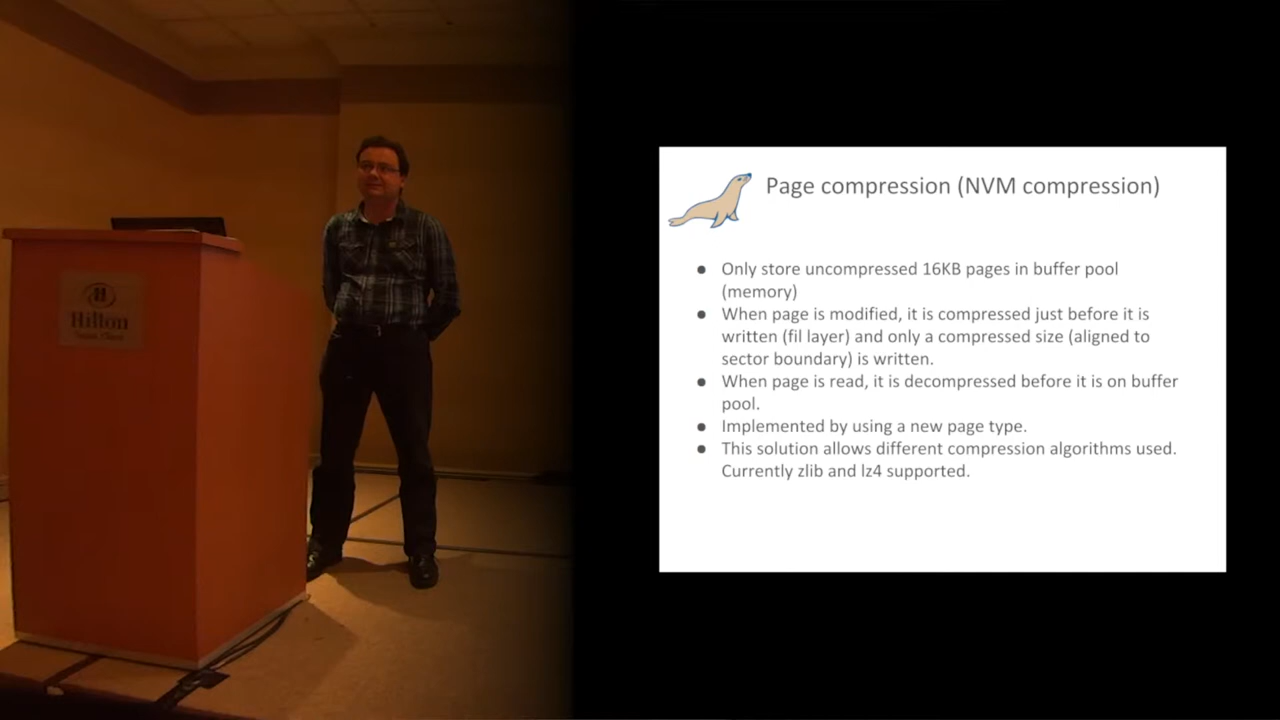 Hilton
Page compression (NVM compression)
● Only store uncompressed 16KB pages in buffer pool
(memory)
● When page is modified, it is compressed just before it is
written (fil layer) and only a compressed size (aligned to
sector boundary) is written.
● When page is read, it is decompressed before it is on buffer
pool.
● Implemented by using a new page type.
● This solution allows different compression algorithms used.
Currently zlib and lz4 supported.